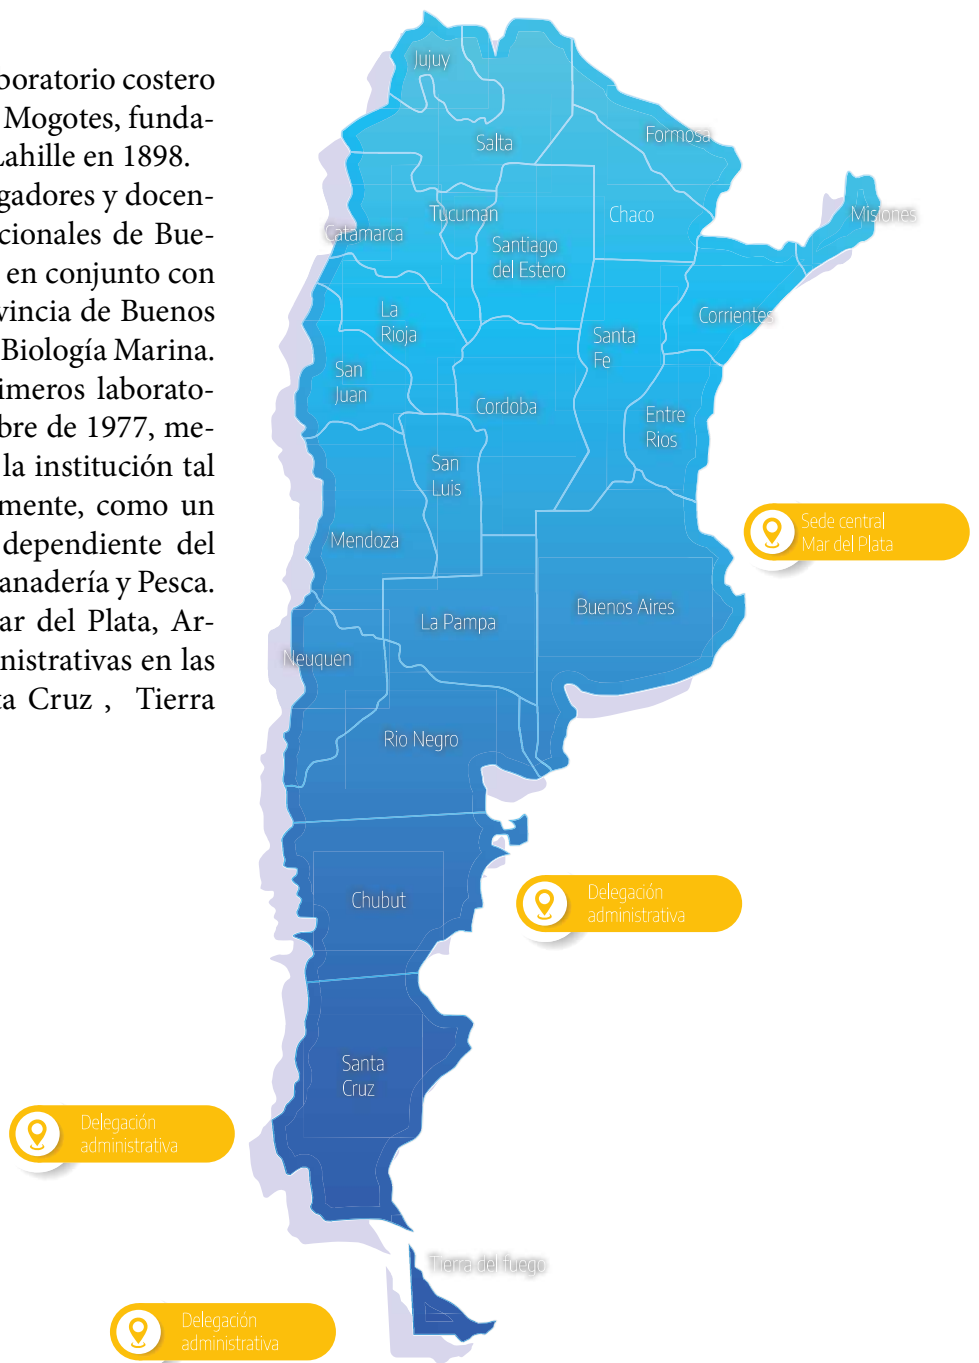 boratorio costero
Mogotes, funda-
Lahille en 1898.
gadores y docen-
cionales de Bue-
en conjunto con
vincia de Buenos
Biología Marina.
imeros laborato-
bre de 1977, me-
la institución tal
mente, como un
dependiente del
anadería y Pesca.
ar del Plata, Ar-
nistrativas en las
ta Cruz , Tierra
Jujuy
Salta
Formosa
Tucuman
Chaco
Misiones
Catamarca
Santiago
del Estero
La
Rioja
Corrientes
Santa
Fe
San
Juan
Cordoba
Entre
Rios
San
Luis
Mendoza
Sede central
Mar del Plata
Buenos Aires
La Pampa
Neuquen
Rio Negro
Chubut
Delegación
administrativa
Santa
Cruz
Delegación
administrativa
Tierra del fuego
Delegación
administrativa